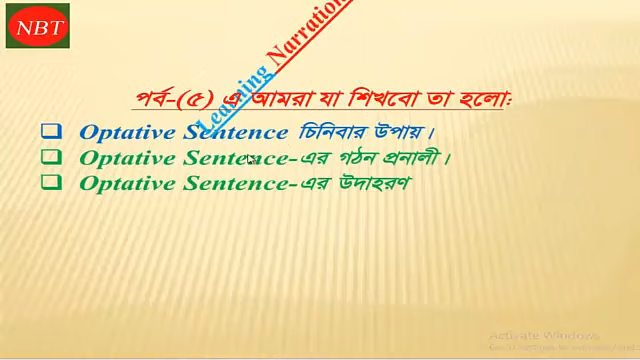 NBT
Learning Narration
পর্ব-(৫) এ আমরা যা শিখবো তা হলো:
Optative Sentence চিনিবার উপায়।
Optative Sentence-এর গঠন প্রনালী।
Optative Sentence-এর উদাহরণ
Activate Windows